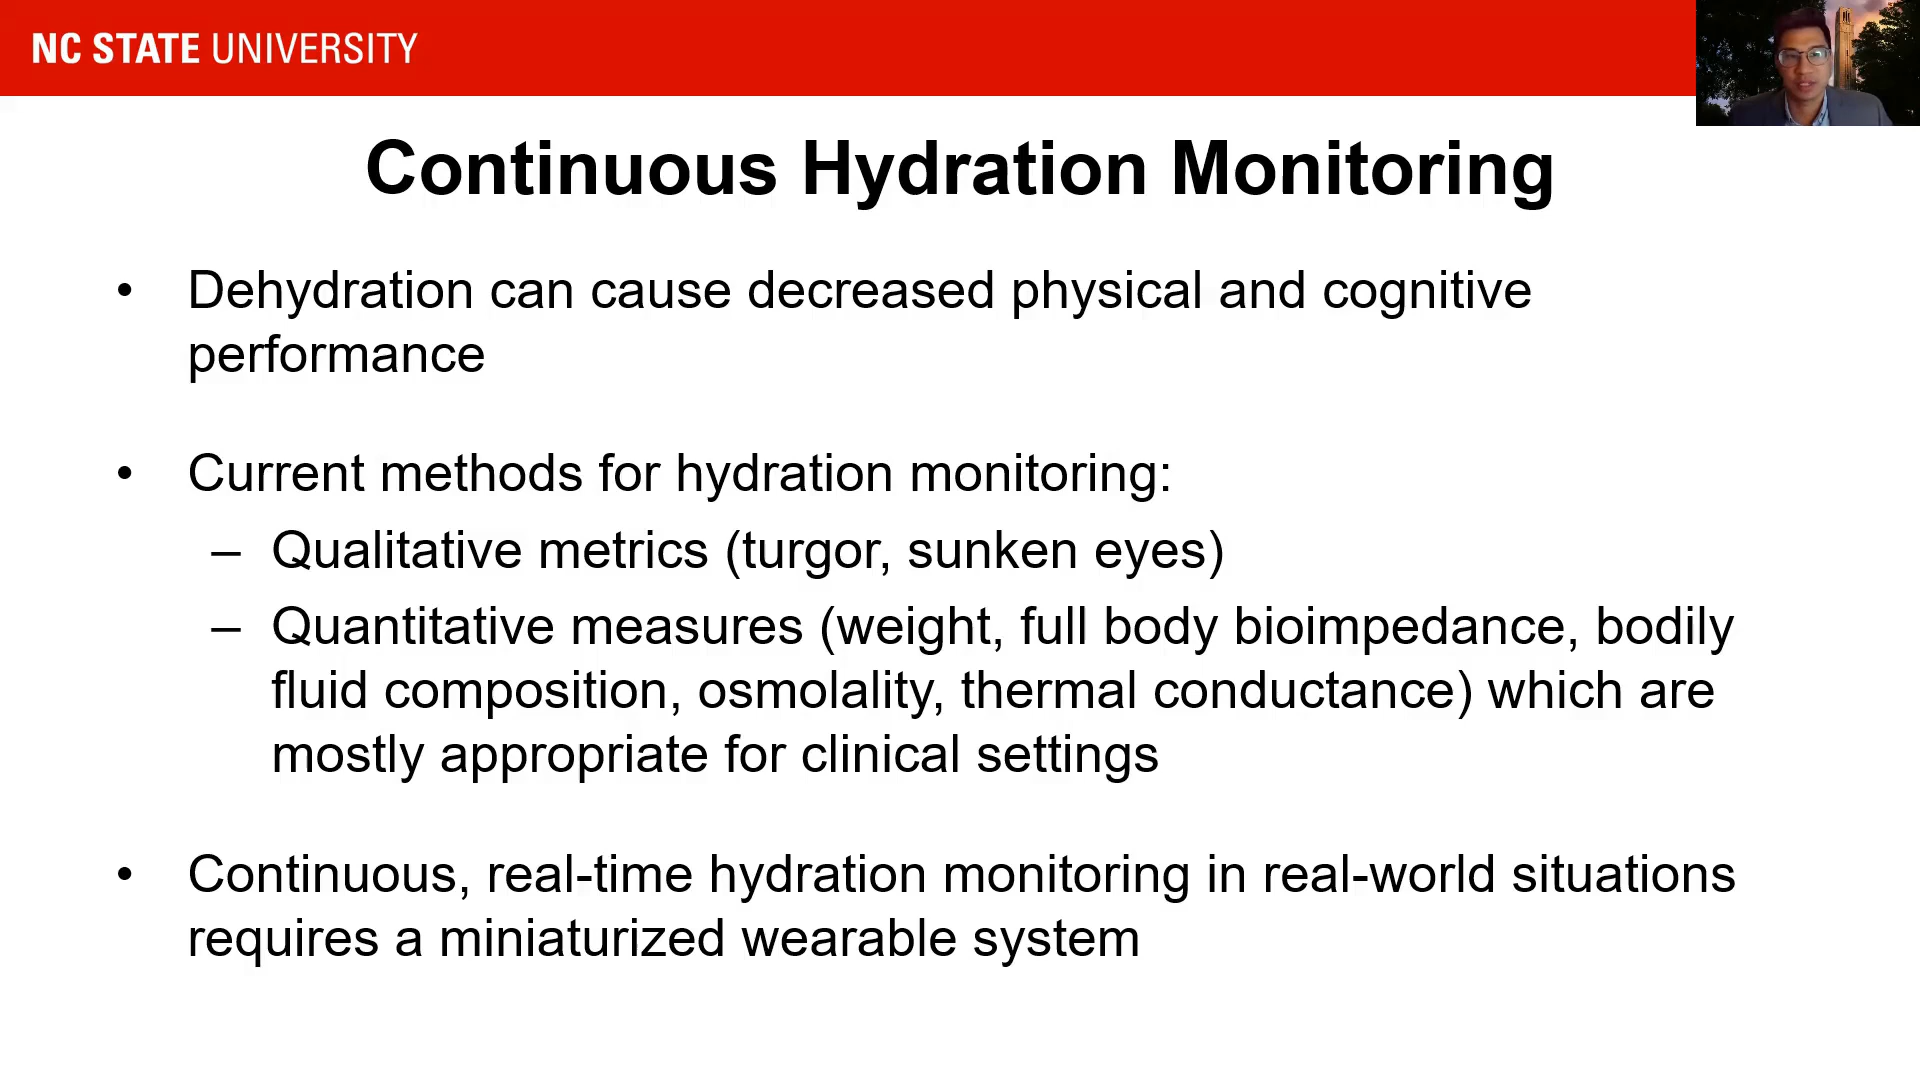 NC STATE UNIVERSITY
Continuous Hydration Monitoring
• Dehydration can cause decreased physical and cognitive
performance
• Current methods for hydration monitoring:
– Qualitative metrics (turgor, sunken eyes)
– Quantitative measures (weight, full body bioimpedance, bodily
fluid composition, osmolality, thermal conductance) which are
mostly appropriate for clinical settings
• Continuous, real-time hydration monitoring in real-world situations
requires a miniaturized wearable system